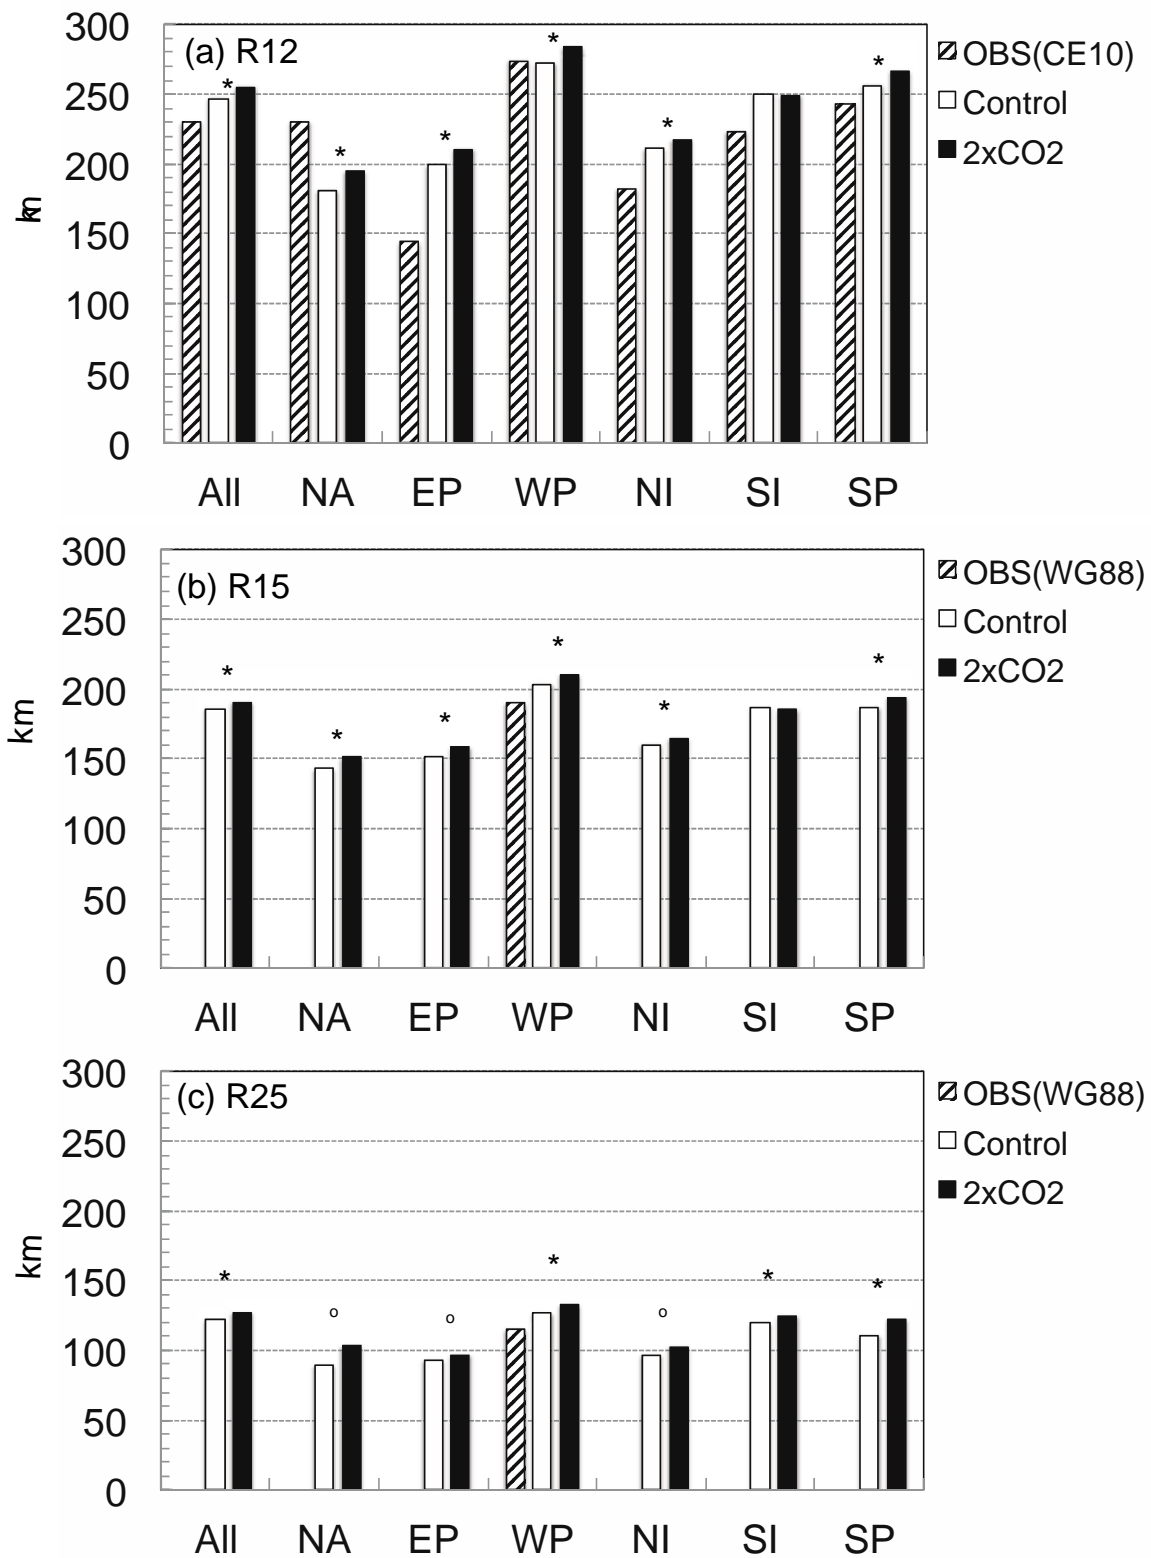 300
(a) R12
OBS(CE10)
250
Control
200
2xCO2
km
150
100
50
0
All NA EP WP NI SI SP
* * * * * *
300
(b) R15
OBS(WG88)
250
Control
200
2xCO2
km
150
100
50
0
All NA EP WP NI SI SP
* * * * * *
300
(c) R25
OBS(WG88)
250
Control
200
2xCO2
km
150
100
50
0
All NA EP WP NI SI SP
* o o * o * *